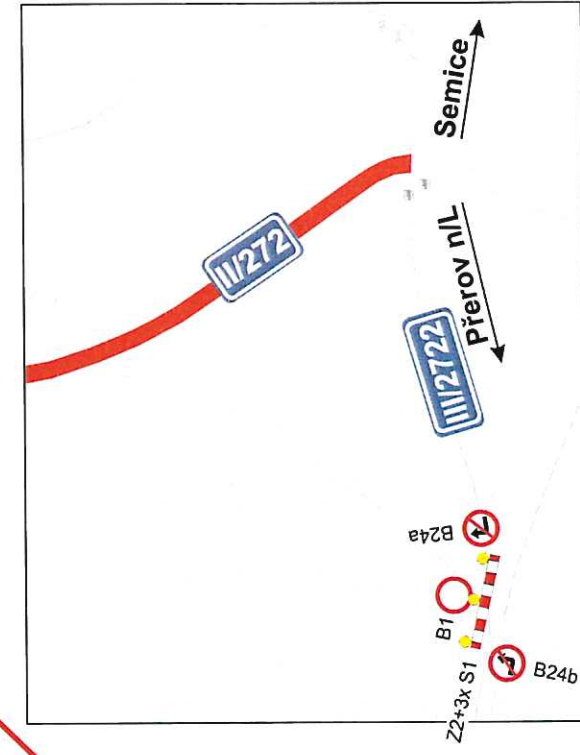 II/272
Semice
Přerov n/L
III/2722
B24a
B1
Z2+3x S1
B24b